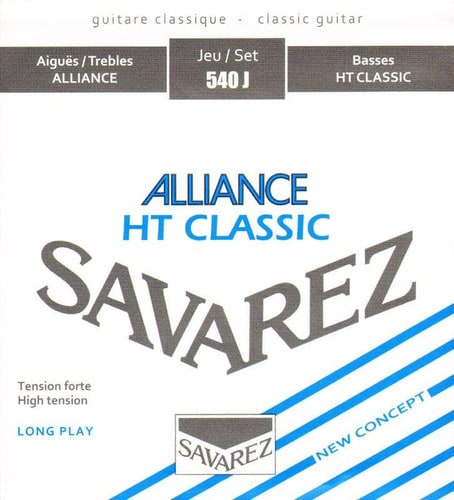 guitare classique - classic guitar
Aiguës / Trebles
ALLIANCE
Jeu / Set
540 J
Basses
HT CLASSIC
ALLIANCE
HT CLASSIC
SAVAREZ
Tension forte
High tension
LONG PLAY
SAVAREZ
NEW CONCEPT